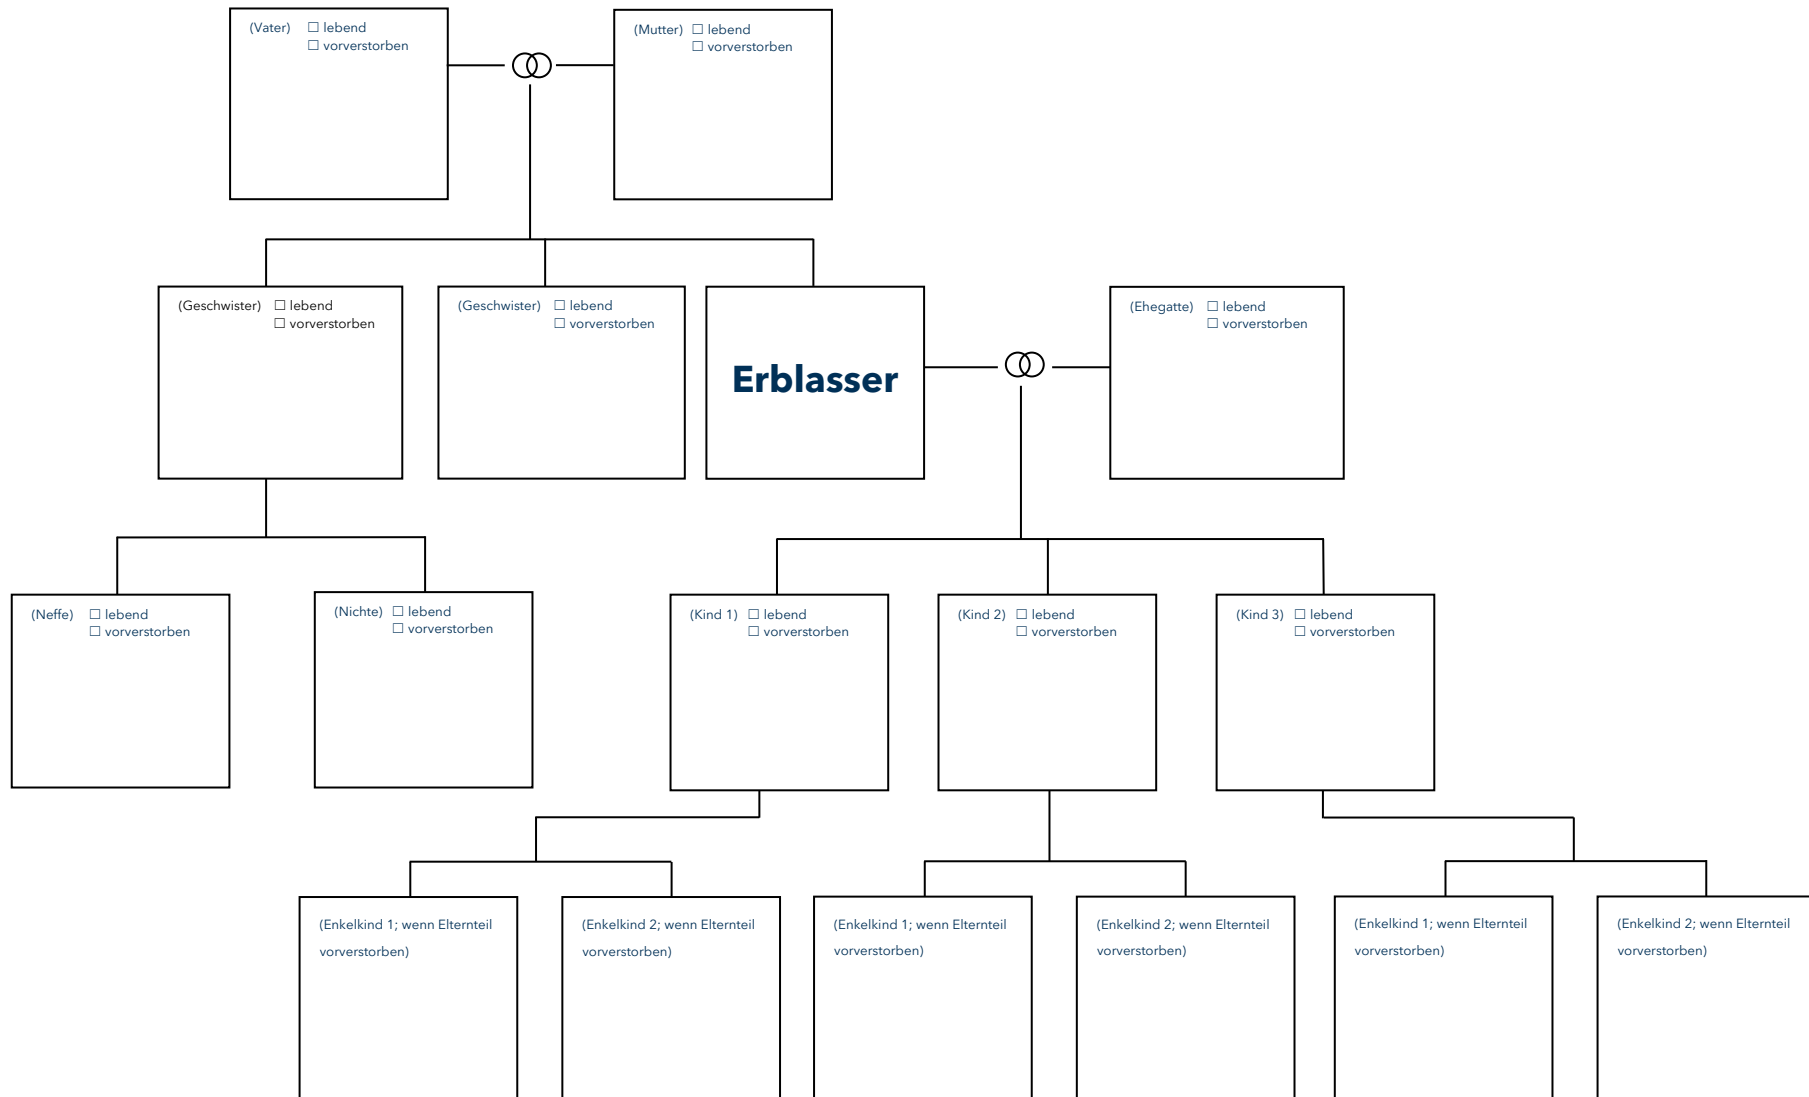 (Vater) ☐ lebend
☐ vorverstorben
(Mutter) ☐ lebend
☐ vorverstorben
(Geschwister) ☐ lebend
☐ vorverstorben
(Geschwister) ☐ lebend
☐ vorverstorben
Erblasser
(Ehegatte) ☐ lebend
☐ vorverstorben
(Neffe) ☐ lebend
☐ vorverstorben
(Nichte) ☐ lebend
☐ vorverstorben
(Kind 1) ☐ lebend
☐ vorverstorben
(Kind 2) ☐ lebend
☐ vorverstorben
(Kind 3) ☐ lebend
☐ vorverstorben
(Enkelkind 1; wenn Elternteil
vorverstorben)
(Enkelkind 2; wenn Elternteil
vorverstorben)
(Enkelkind 1; wenn Elternteil
vorverstorben)
(Enkelkind 2; wenn Elternteil
vorverstorben)
(Enkelkind 1; wenn Elternteil
vorverstorben)
(Enkelkind 2; wenn Elternteil
vorverstorben)